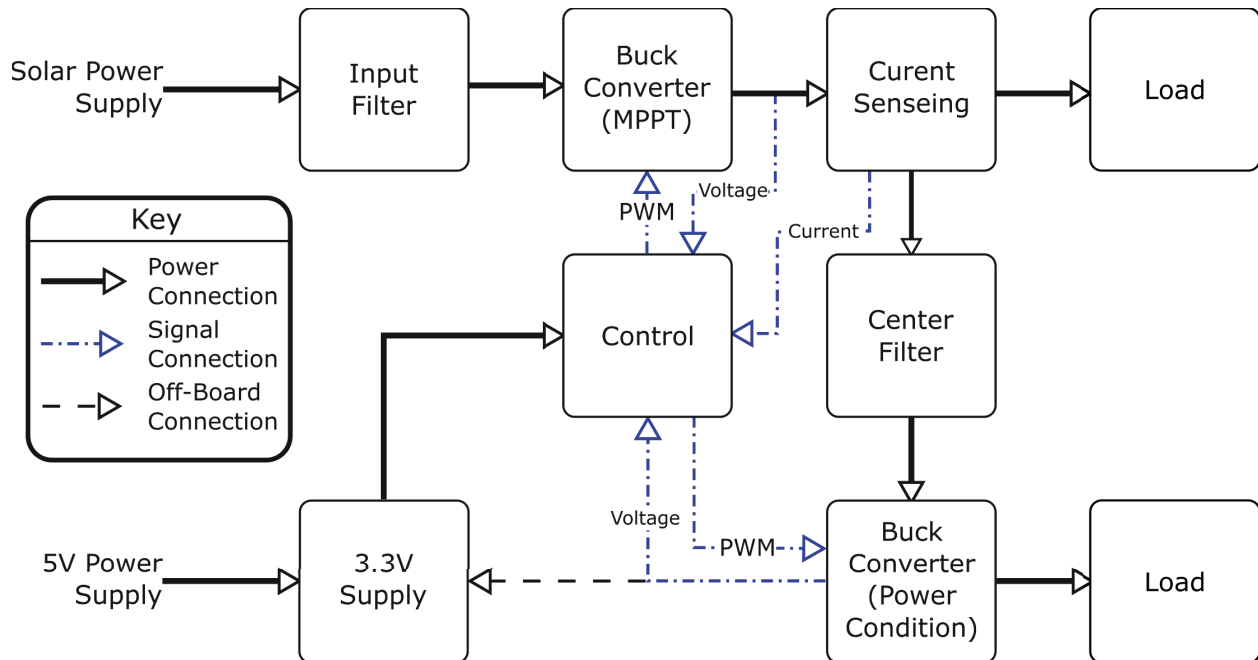 Solar Power
Supply
Input
Filter
Buck
Converter
(MPPT)
Curent
Senseing
Load
Voltage
PWM
Current
Key
Power
Connection
Signal
Connection
Off-Board
Connection
Control
Center
Filter
Voltage
PWM
5V Power
Supply
3.3V
Supply
Buck
Converter
(Power
Condition)
Load